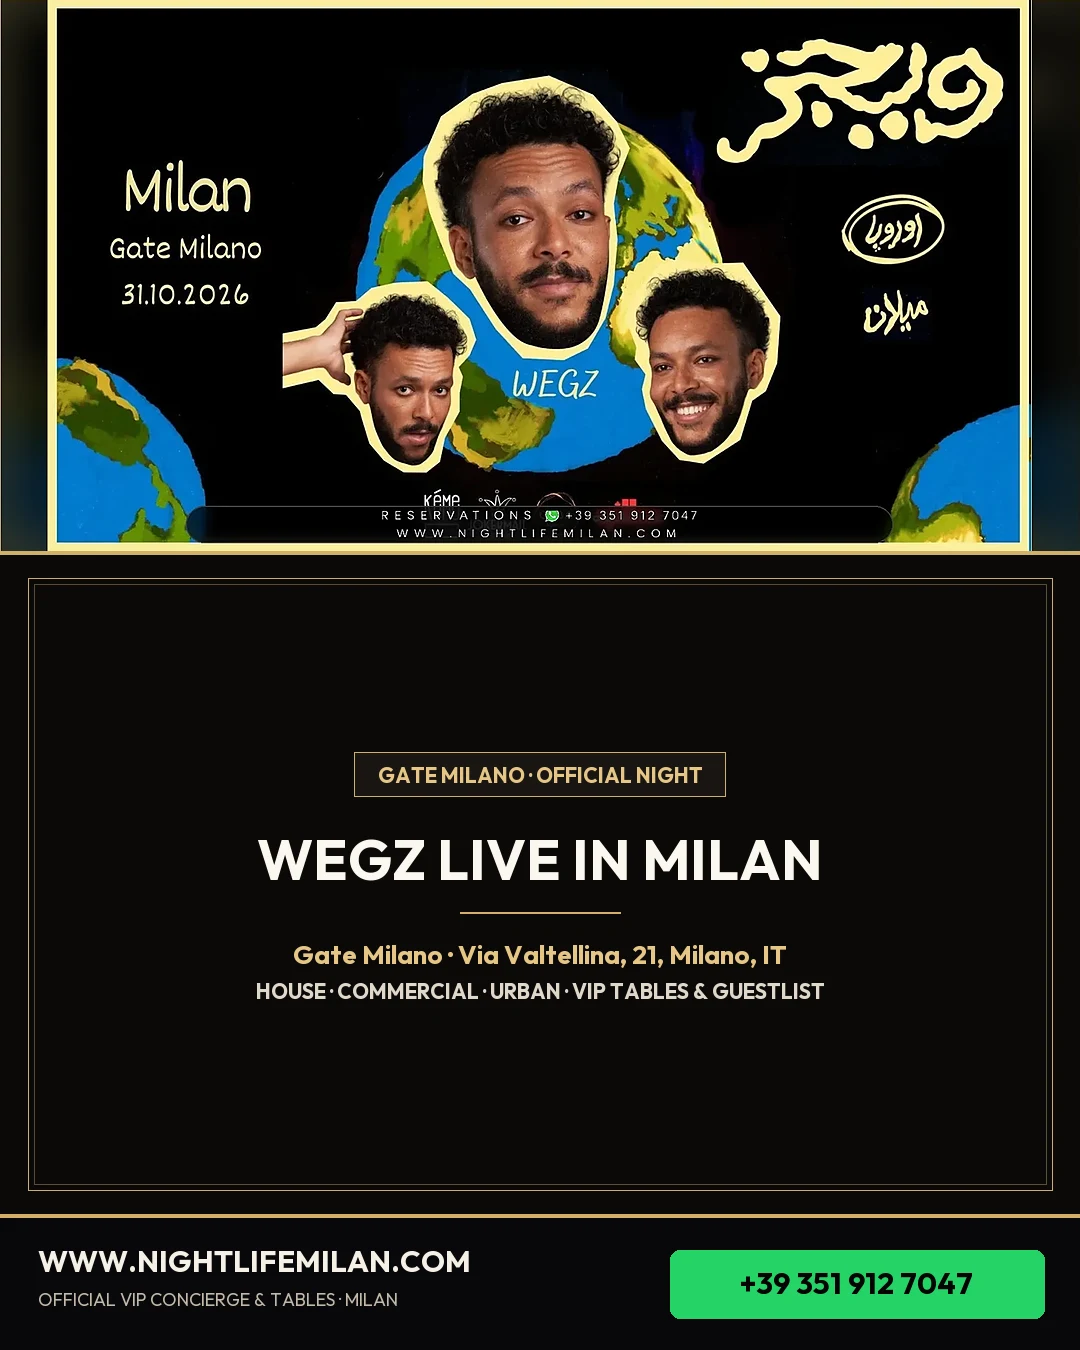 ويجز
Milan
Gate Milano
31.10.2026
اوروبا
ميلان
WEGZ
KÉME
RESERVATIONS +39 351 912 7047
WWW.NIGHTLIFEMILAN.COM
GATE MILANO · OFFICIAL NIGHT
WEGZ LIVE IN MILAN
Gate Milano · Via Valtellina, 21, Milano, IT
HOUSE · COMMERCIAL · URBAN · VIP TABLES & GUESTLIST
WWW.NIGHTLIFEMILAN.COM
OFFICIAL VIP CONCIERGE & TABLES · MILAN
+39 351 912 7047